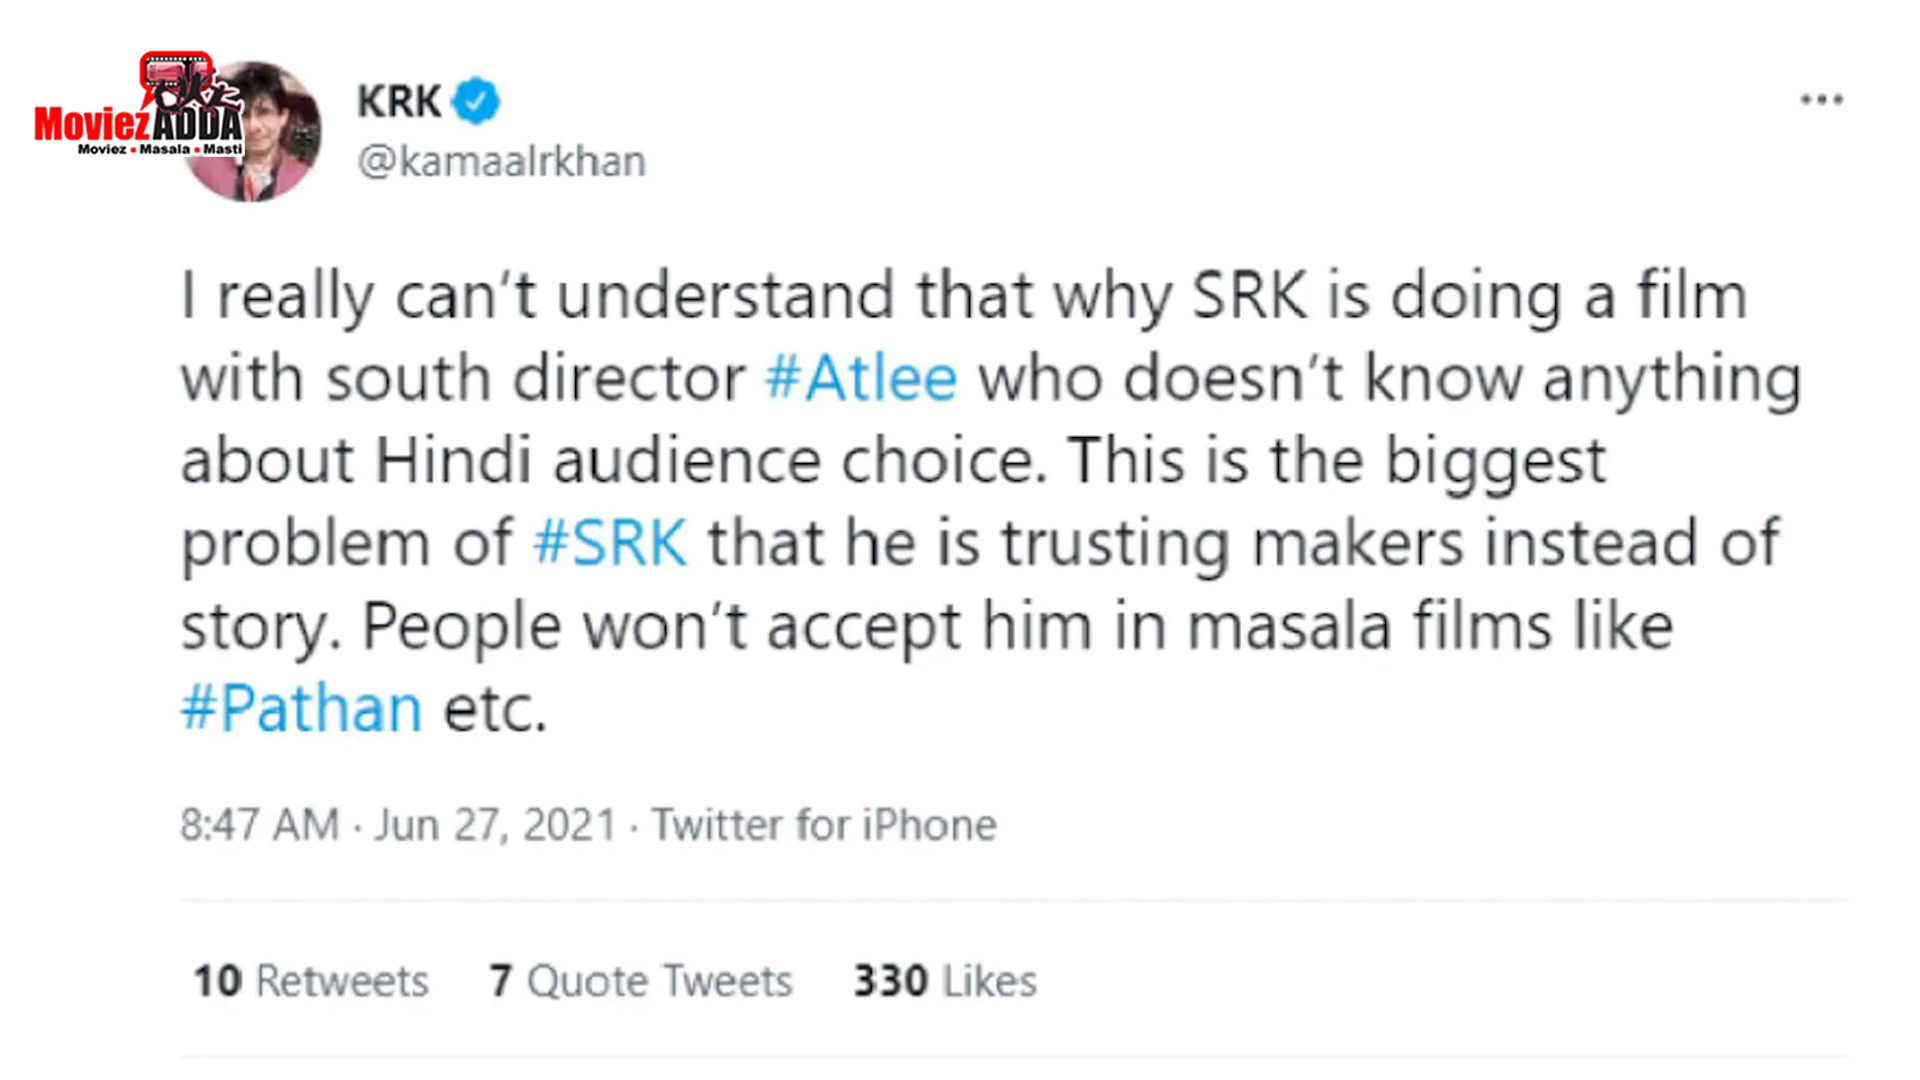 MoviezADDA
Moviez • Masala • Masti
KRK
@kamaalrkhan
I really can't understand that why SRK is doing a film
with south director #Atlee who doesn't know anything
about Hindi audience choice. This is the biggest
problem of #SRK that he is trusting makers instead of
story. People won't accept him in masala films like
#Pathan etc.
8:47 AM · Jun 27, 2021 · Twitter for iPhone
10 Retweets 7 Quote Tweets 330 Likes